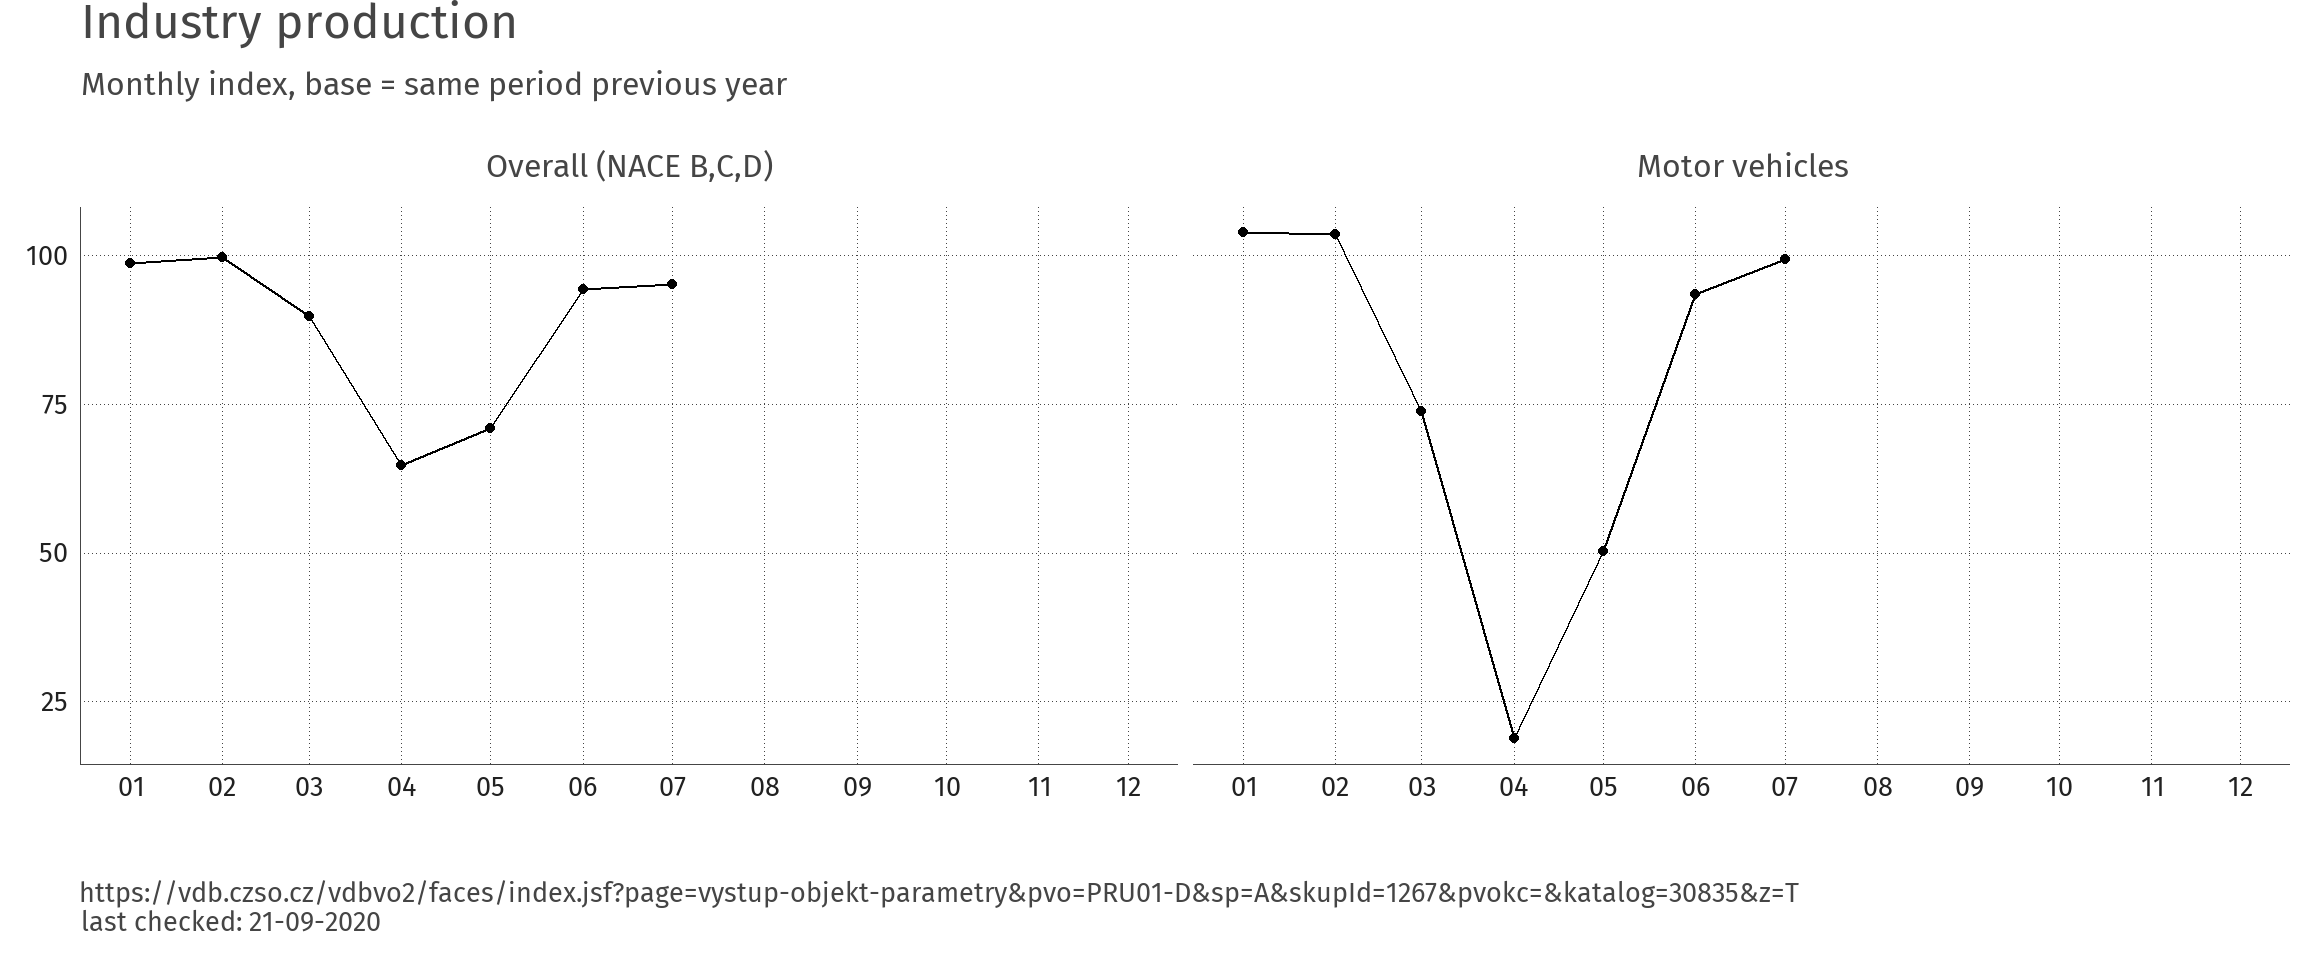 Industry production
Monthly index, base = same period previous year
Overall (NACE B,C,D)
Motor vehicles
100
75
50
25
01 02 03 04 05 06 07 08 09 10 11 12
01 02 03 04 05 06 07 08 09 10 11 12
https://vdb.czso.cz/vdbvo2/faces/index.jsf?page=vystup-objekt-parametry&pvo=PRU01-D&sp=A&skupId=1267&pvokc=&katalog=30835&z=T
last checked: 21-09-2020